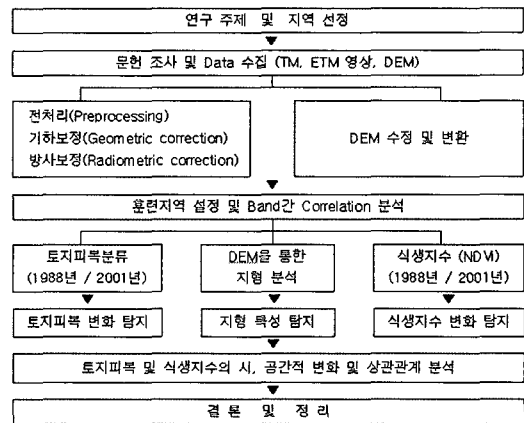 연구 주제 및 지역 선정
문헌 조사 및 Data 수집 (TM, ETM 영상, DEM)
전처리(Preprocessing)
기하보정(Geometric correction)
방사보정(Radiometric correction)
DEM 수정 및 변환
훈련지역 설정 및 Band간 Correlation 분석
토지피복분류
(1988년 / 2001년)
DEM을 통한
지형 분석
식생지수 (NDVI)
(1988년 / 2001년)
토지피복 변화 탐지
지형 특성 탐지
식생지수 변화 탐지
토지피복 및 식생지수의 시, 공간적 변화 및 상관관계 분석
결 론 및 정 리